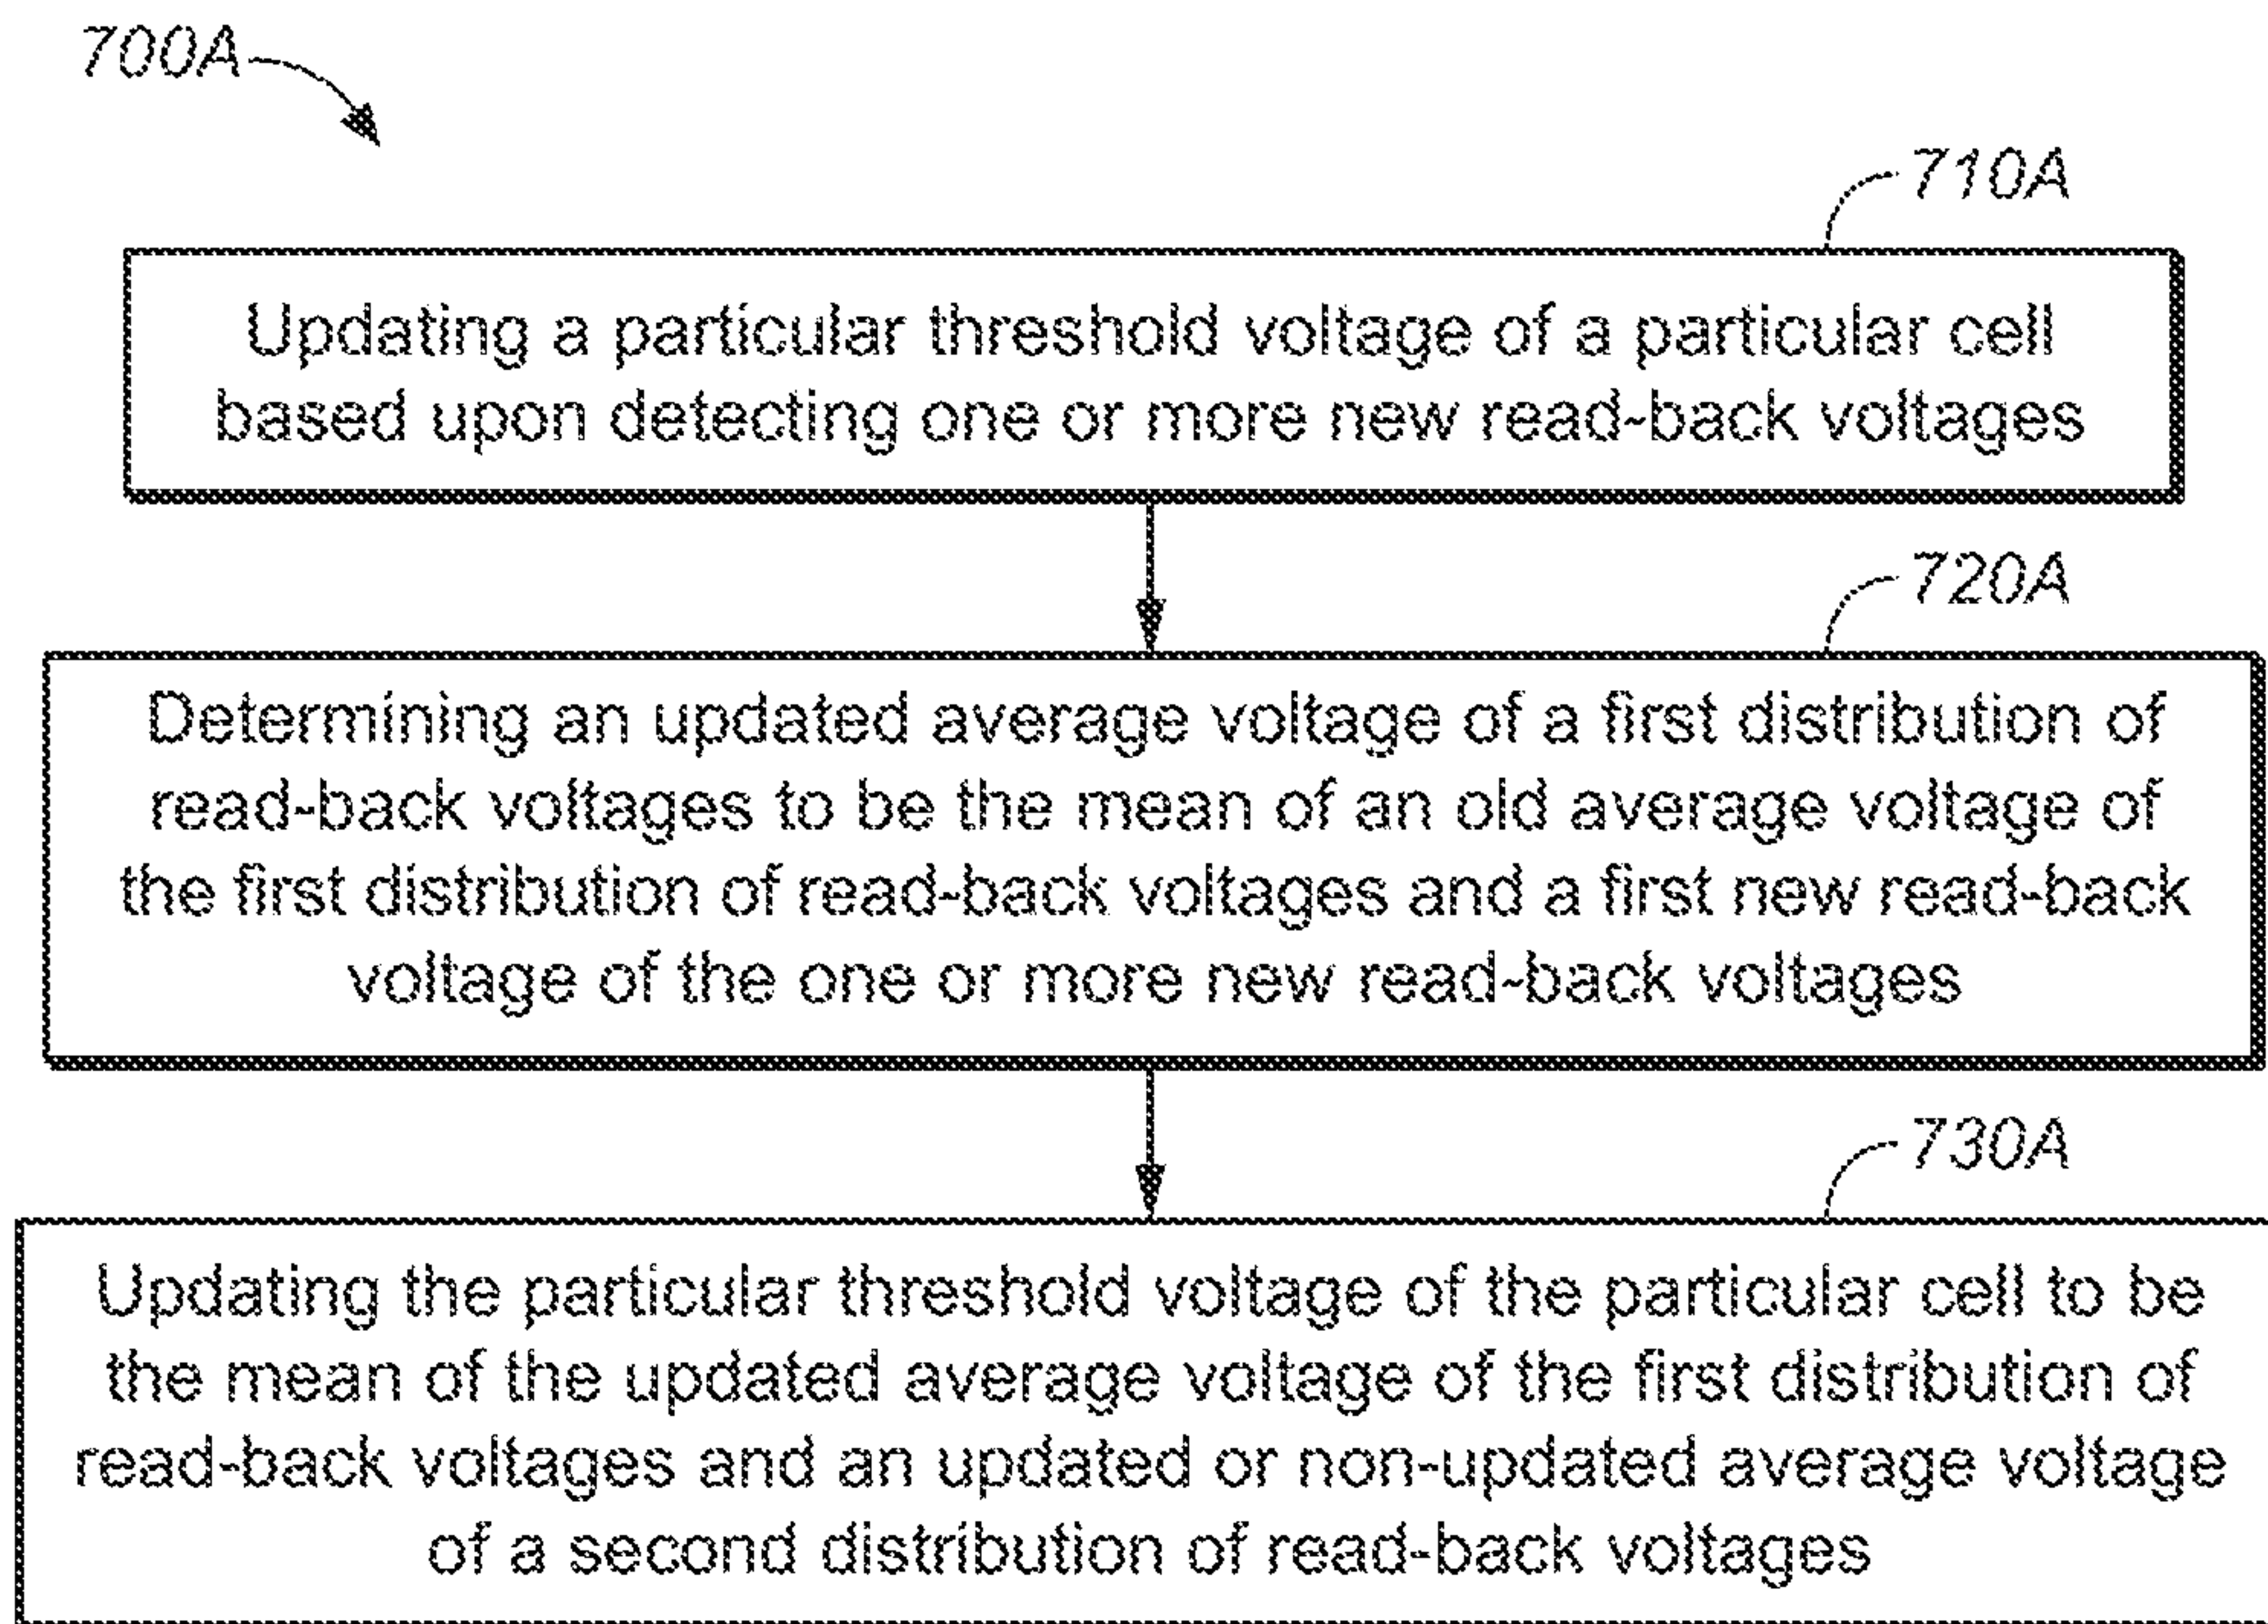 700A
710A
Updating a particular threshold voltage of a particular cell
based upon detecting one or more new read-back voltages
720A
Determining an updated average voltage of a first distribution of
read-back voltages to be the mean of an old average voltage of
the first distribution of read-back voltages and a first new read-back
voltage of the one or more new read-back voltages
730A
Updating the particular threshold voltage of the particular cell to be
the mean of the updated average voltage of the first distribution of
read-back voltages and an updated or non-updated average voltage
of a second distribution of read-back voltages